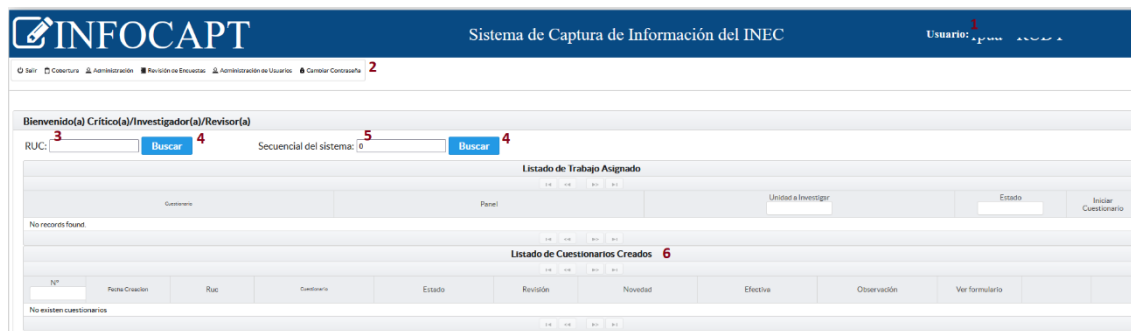 INFOCAPT
Sistema de Captura de Información del INEC
Usuario:
1
Salir Cobertura Administración Revisión de Encuestas Administración de Usuarios Cambiar Contraseña 2
Bienvenido(a) Crítico(a)/Investigador(a)/Revisor(a)
RUC: 3 Buscar 4 Secuencial del sistema: 5 0 Buscar 4
Listado de Trabajo Asignado
Cuestionario Panel Unidad a Investigar Estado Iniciar
Cuestionario
No records found.
Listado de Cuestionarios Creados 6
N° Fecha Creacion Ruc Cuestionario Estado Revisión Novedad Efectiva Observación Ver formulario
No existen cuestionarios